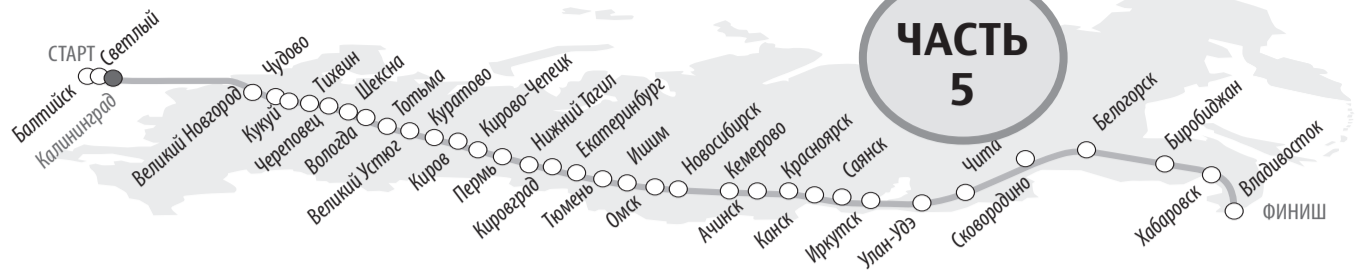 СТАРТ
Балтийск
Светлый
Калининград
Великий Новгород
Чудово
Кукуй
Тихвин
Череповец
Шексна
Вологда
Тотьма
Великий Устюг
Куратово
Киров
Кирово-Чепецк
Пермь
Нижний Тагил
Кировград
Екатеринбург
Тюмень
Ишим
Омск
Новосибирск
Кемерово
Ачинск
Красноярск
Канск
Саянск
Иркутск
Улан-Удэ
Чита
Сковородино
Белогорск
Биробиджан
Хабаровск
Владивосток
ФИНИШ
ЧАСТЬ
5